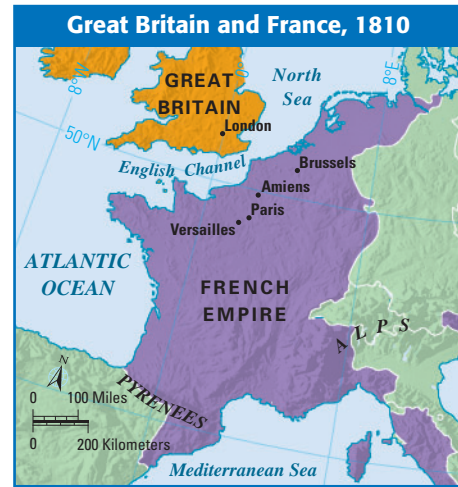 Great Britain and France, 1810
8°W
0°
8°E
50°N
North
Sea
GREAT
BRITAIN
London
English Channel
Brussels
Amiens
Paris
Versailles
ATLANTIC
OCEAN
FRENCH
EMPIRE
ALPS
PYRENEES
N
0 100 Miles
0 200 Kilometers
Mediterranean Sea